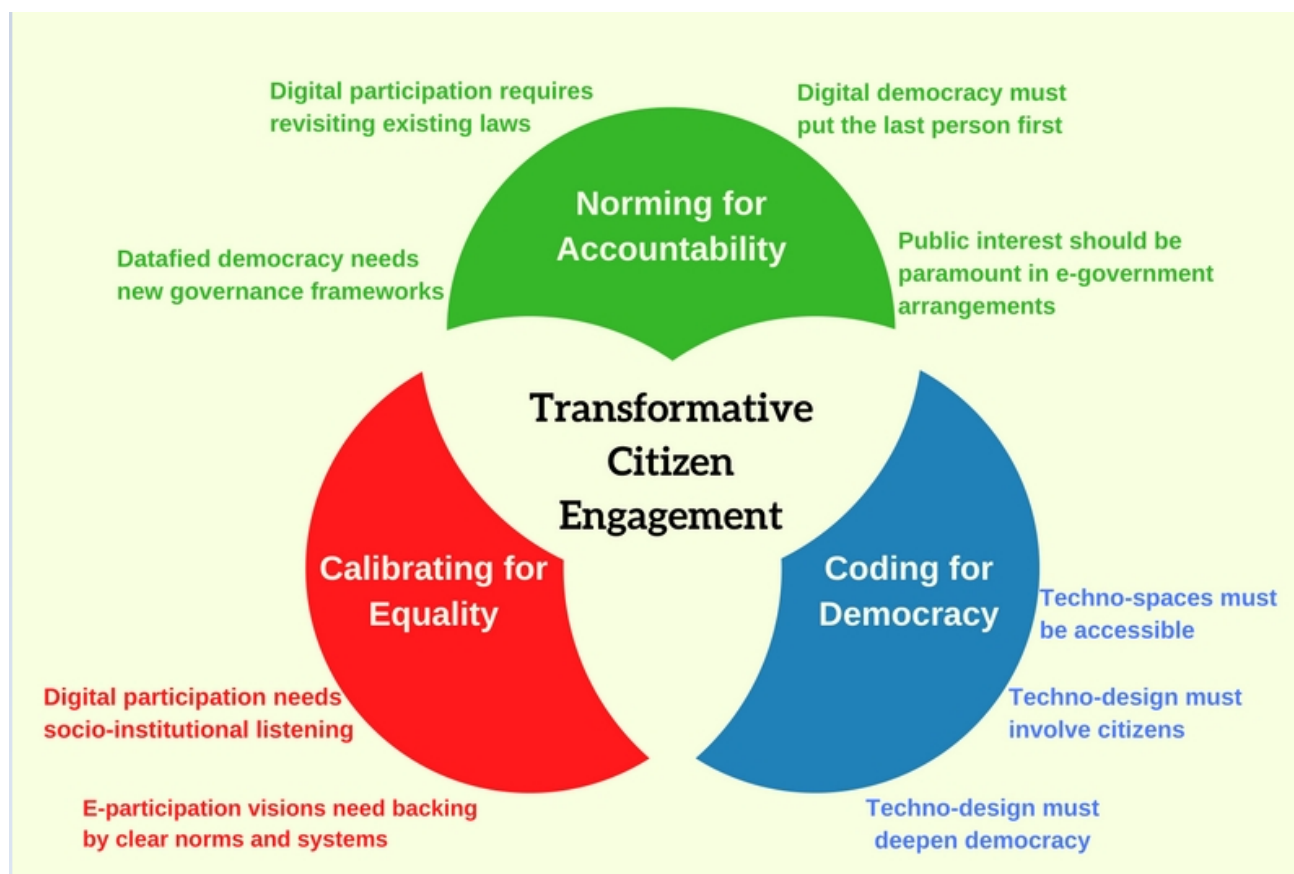 Digital participation requires
revisiting existing laws
Digital democracy must
put the last person first
Norming for
Accountability
Datafied democracy needs
new governance frameworks
Public interest should be
paramount in e-government
arrangements
Transformative
Citizen
Engagement
Calibrating for
Equality
Coding for
Democracy
Techno-spaces must
be accessible
Digital participation needs
socio-institutional listening
Techno-design must
involve citizens
E-participation visions need backing
by clear norms and systems
Techno-design must
deepen democracy